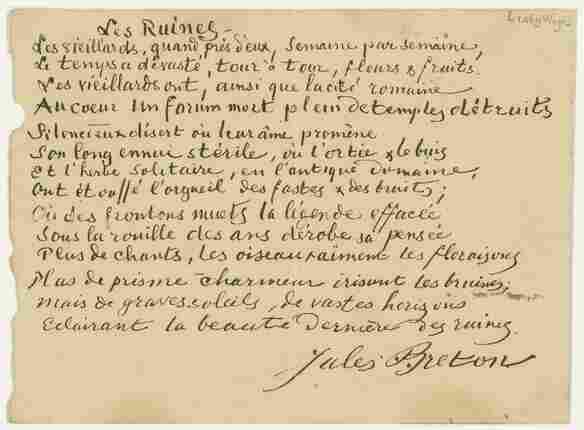 Les Ruines
Les vieillards, quand près d'eux, semaine par semaine,
Le temps a dévasté, tour à tour, fleurs & fruits.
Les vieillards ont, ainsi que la cité romaine
Au coeur un forum mort plein de temples détruits
Silencieux désert où leur âme promène
Son long ennui stérile, où l'ortie & le buis
Et l'herbe solitaire, en l'antique domaine,
Ont étouffé l'orgueil des fastes & des bruits;
Où des frontons muets la légende effacée
Sous la rouille des ans dérobe sa pensée
Plus de chants, les oiseaux aiment les floraisons
Plus de prisme charmeur irisant les bruines;
mais de graves soleils, de vastes horizons
Eclairant la beauté Dernière des ruines.
Jules Breton